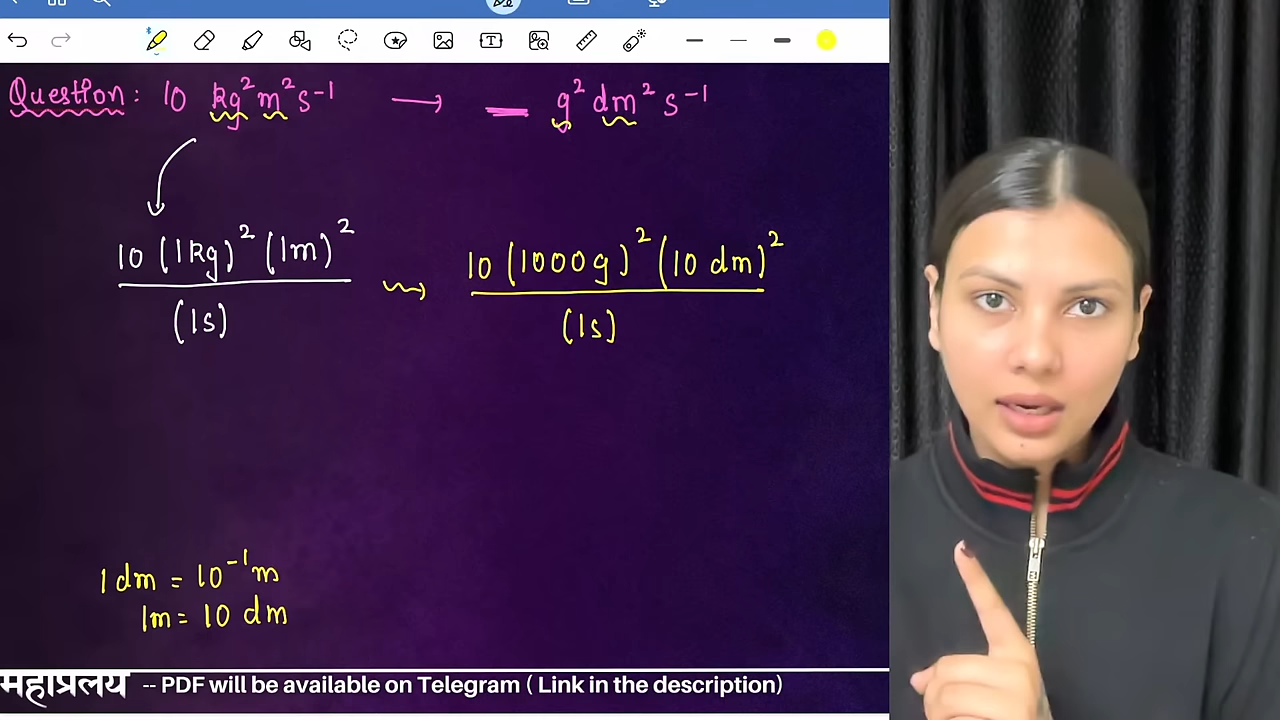 Question: 10 kg² m² s⁻¹ → __ g² dm² s⁻¹
10 (1kg)² (1m)²
(1s)
10 (1000g)² (10 dm)²
(1s)
1 dm = 10⁻¹ m
1m = 10 dm
महाप्रलय -- PDF will be available on Telegram ( Link in the description)